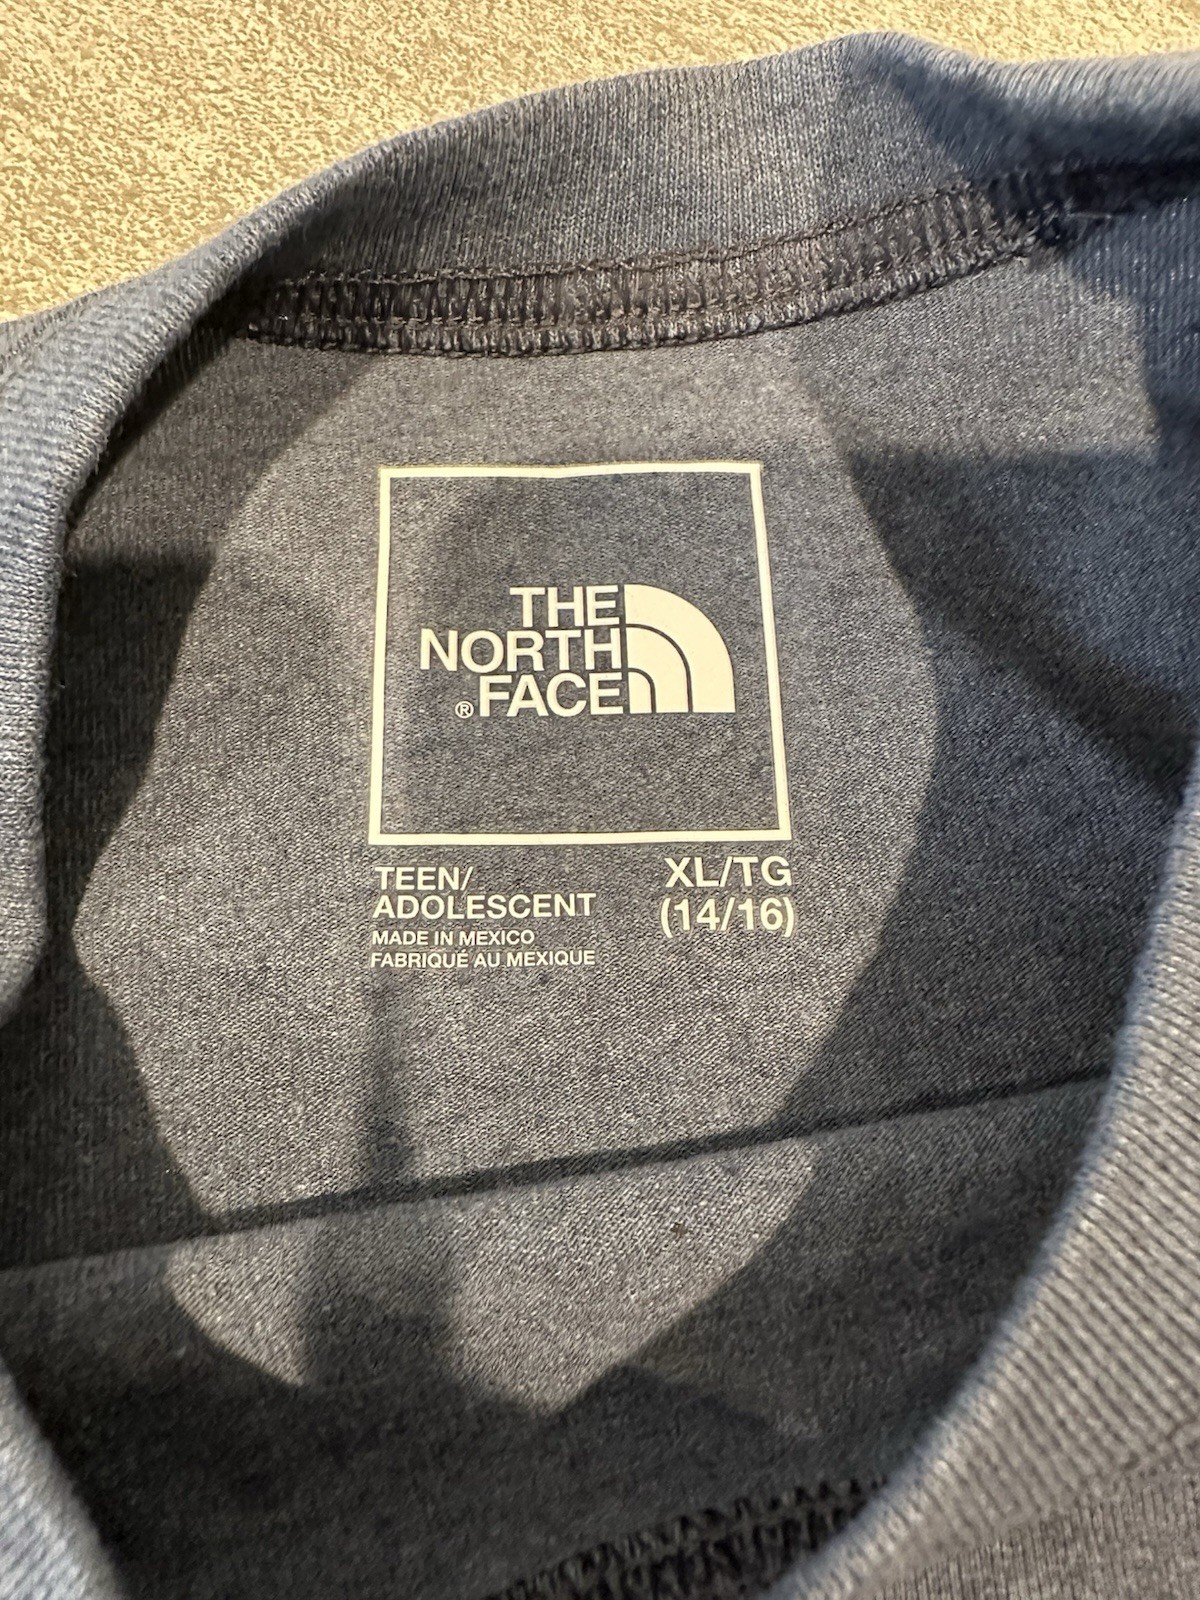 THE
NORTH
® FACE
TEEN/
ADOLESCENT
MADE IN MEXICO
FABRIQUÉ AU MEXIQUE
XL/TG
(14/16)